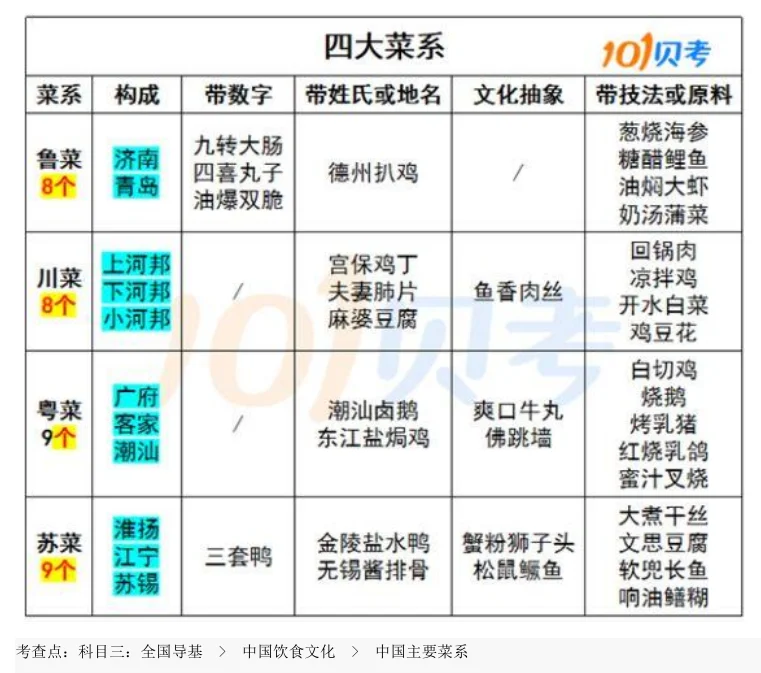 四大菜系
101贝考
菜系 构成 带数字 带姓氏或地名 文化抽象 带技法或原料
鲁菜
8个
济南
青岛
九转大肠
四喜丸子
油爆双脆
德州扒鸡
/
葱烧海参
糖醋鲤鱼
油焖大虾
奶汤蒲菜
川菜
8个
上河邦
下河邦
小河邦
/
宫保鸡丁
夫妻肺片
麻婆豆腐
鱼香肉丝
回锅肉
凉拌鸡
开水白菜
鸡豆花
粤菜
9个
广府
客家
潮汕
/
潮汕卤鹅
东江盐焗鸡
爽口牛丸
佛跳墙
白切鸡
烧鹅
烤乳猪
红烧乳鸽
蜜汁叉烧
苏菜
9个
淮扬
江宁
苏锡
三套鸭
金陵盐水鸭
无锡酱排骨
蟹粉狮子头
松鼠鳜鱼
大煮干丝
文思豆腐
软兜长鱼
响油鳝糊
101贝考
考查点：科目三：全国导基 > 中国饮食文化 > 中国主要菜系